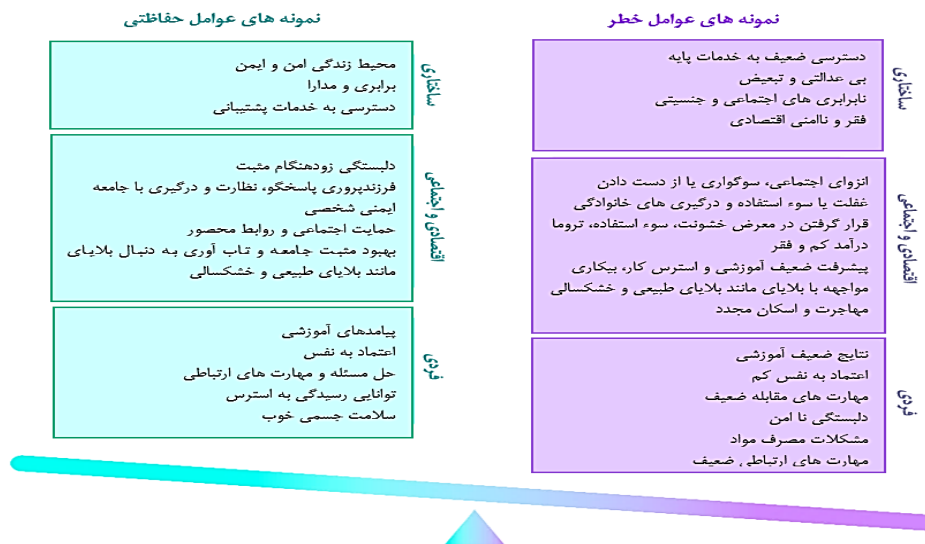 نمونه های عوامل خطر
ساختاری
دسترسی ضعیف به خدمات پایه
بی عدالتی و تبعیض
نابرابری های اجتماعی و جنسیتی
فقر و ناامنی اقتصادی
اقتصادی و اجتماعی
انزوای اجتماعی، سوگواری یا از دست دادن
غفلت یا سوء استفاده و درگیری های خانوادگی
قرار گرفتن در معرض خشونت، سوء استفاده، تروما
درآمد کم و فقر
پیشرفت ضعیف آموزشی و استرس کار، بیکاری
مواجهه با بلایای مانند بلایای طبیعی و خشکسالی
مهاجرت و اسکان مجدد
فردی
نتایج ضعیف آموزشی
اعتماد به نفس کم
مهارت های مقابله ضعیف
دلبستگی نا امن
مشکلات مصرف مواد
مهارت های ارتباطی ضعیف
نمونه های عوامل حفاظتی
ساختاری
محیط زندگی امن و ایمن
برابری و مدارا
دسترسی به خدمات پشتیبانی
اقتصادی و اجتماعی
دلبستگی زودهنگام مثبت
فرزندپروری پاسخگو، نظارت و درگیری با جامعه
ایمنی شخصی
حمایت اجتماعی و روابط محصور
بهبود مثبت جامعه و تاب آوری به دنبال بلایای
مانند بلایای طبیعی و خشکسالی
فردی
پیامدهای آموزشی
اعتماد به نفس
حل مسئله و مهارت های ارتباطی
توانایی رسیدگی به استرس
سلامت جسمی خوب